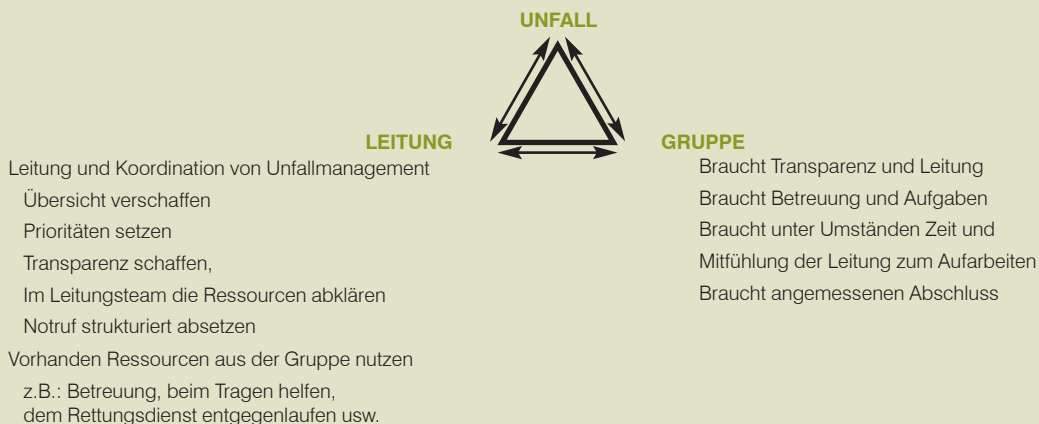 UNFALL
LEITUNG
Leitung und Koordination von Unfallmanagement
Übersicht verschaffen
Prioritäten setzen
Transparenz schaffen,
Im Leitungsteam die Ressourcen abklären
Notruf strukturiert absetzen
Vorhanden Ressourcen aus der Gruppe nutzen
z.B.: Betreuung, beim Tragen helfen,
dem Rettungsdienst entgegenlaufen usw.
GRUPPE
Braucht Transparenz und Leitung
Braucht Betreuung und Aufgaben
Braucht unter Umständen Zeit und
Mitfühlung der Leitung zum Aufarbeiten
Braucht angemessenen Abschluss